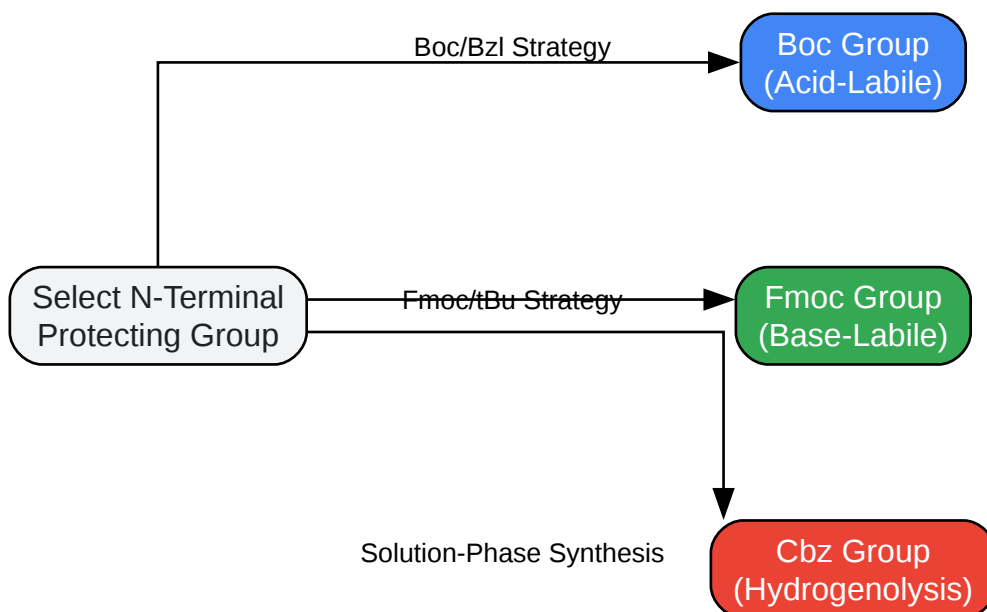 Boc/Bzl Strategy
Boc Group
(Acid-Labile)
Select N-Terminal
Protecting Group
Fmoc/tBu Strategy
Fmoc Group
(Base-Labile)
Solution-Phase Synthesis
Cbz Group
(Hydrogenolysis)